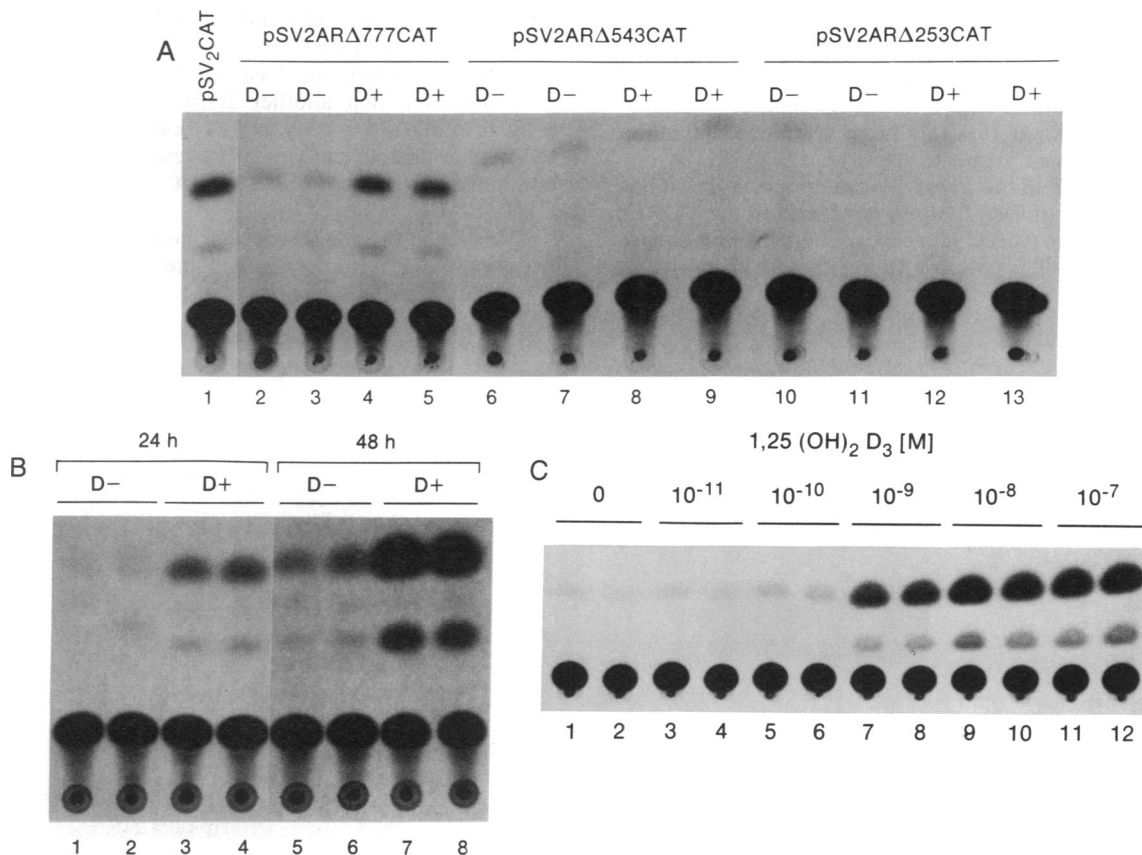 A
pSV₂CAT
pSV2ARΔ777CAT pSV2ARΔ543CAT pSV2ARΔ253CAT
D− D− D+ D+ D− D− D+ D+ D− D− D+ D+
1 2 3 4 5 6 7 8 9 10 11 12 13
B
24 h 48 h
D− D+ D− D+
1 2 3 4 5 6 7 8
C
1,25 (OH)₂ D₃ [M]
0 10⁻¹¹ 10⁻¹⁰ 10⁻⁹ 10⁻⁸ 10⁻⁷
1 2 3 4 5 6 7 8 9 10 11 12